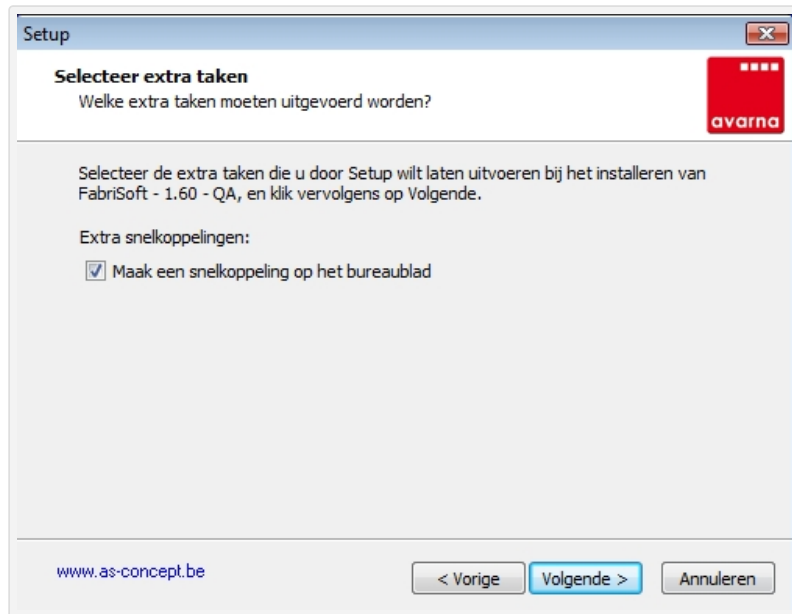 Setup
Selecteer extra taken
Welke extra taken moeten uitgevoerd worden?
avarna
Selecteer de extra taken die u door Setup wilt laten uitvoeren bij het installeren van
FabriSoft - 1.60 - QA, en klik vervolgens op Volgende.
Extra snelkoppelingen:
Maak een snelkoppeling op het bureaublad
www.as-concept.be
< Vorige
Volgende >
Annuleren